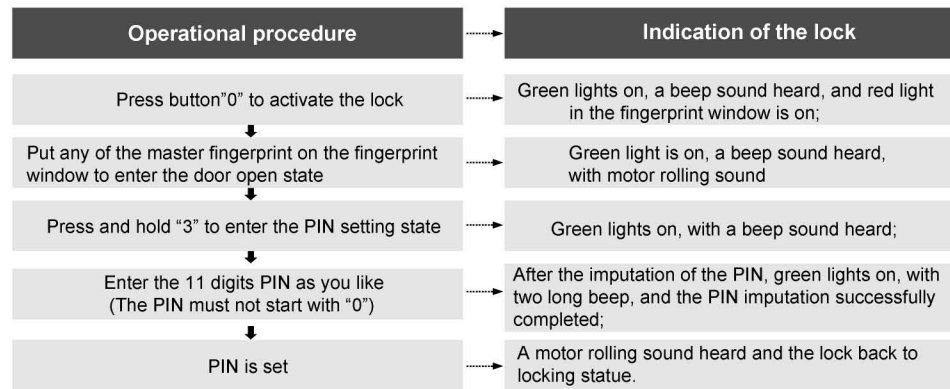 Operational procedure
Indication of the lock
Press button"0" to activate the lock
Green lights on, a beep sound heard, and red light
in the fingerprint window is on;
Put any of the master fingerprint on the fingerprint
window to enter the door open state
Green light is on, a beep sound heard,
with motor rolling sound
Press and hold “3” to enter the PIN setting state
Green lights on, with a beep sound heard;
Enter the 11 digits PIN as you like
(The PIN must not start with “0”)
After the imputation of the PIN, green lights on, with
two long beep, and the PIN imputation successfully
completed;
PIN is set
A motor rolling sound heard and the lock back to
locking statue.